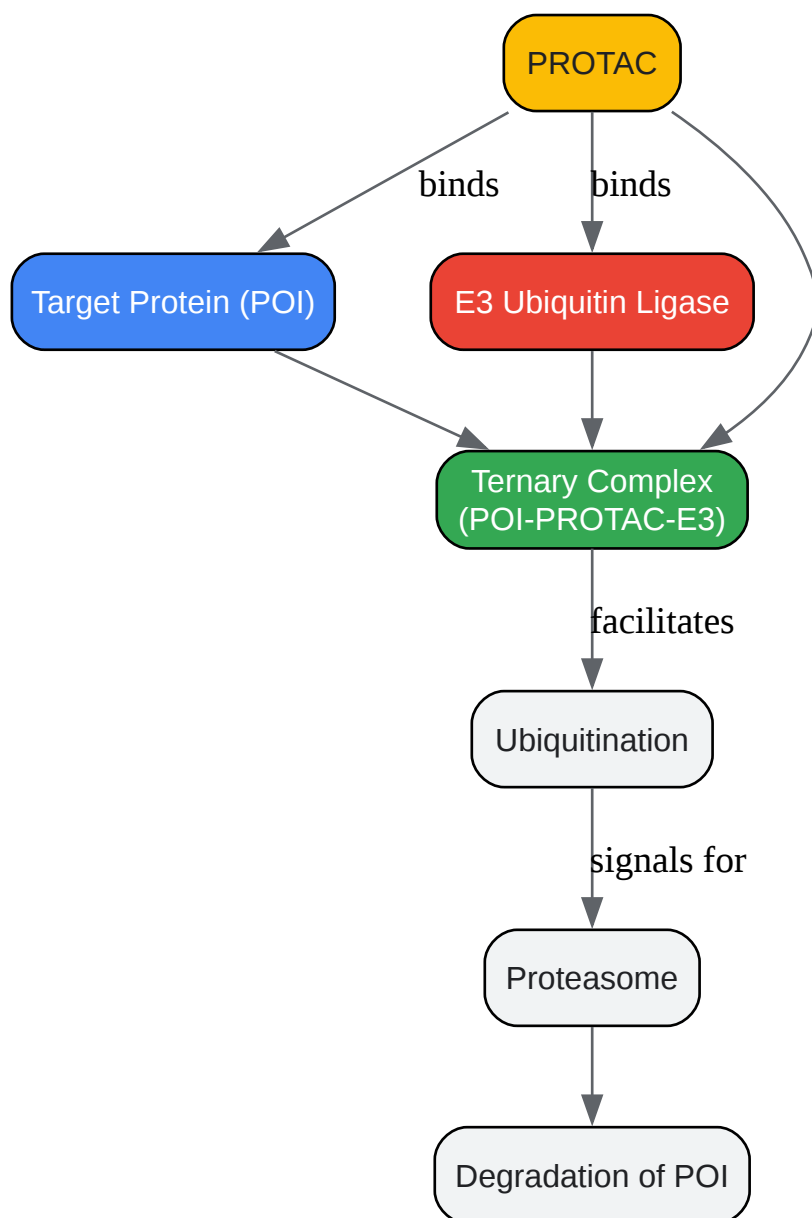 PROTAC
binds
binds
Target Protein (POI)
E3 Ubiquitin Ligase
Ternary Complex
(POI-PROTAC-E3)
facilitates
Ubiquitination
signals for
Proteasome
Degradation of POI